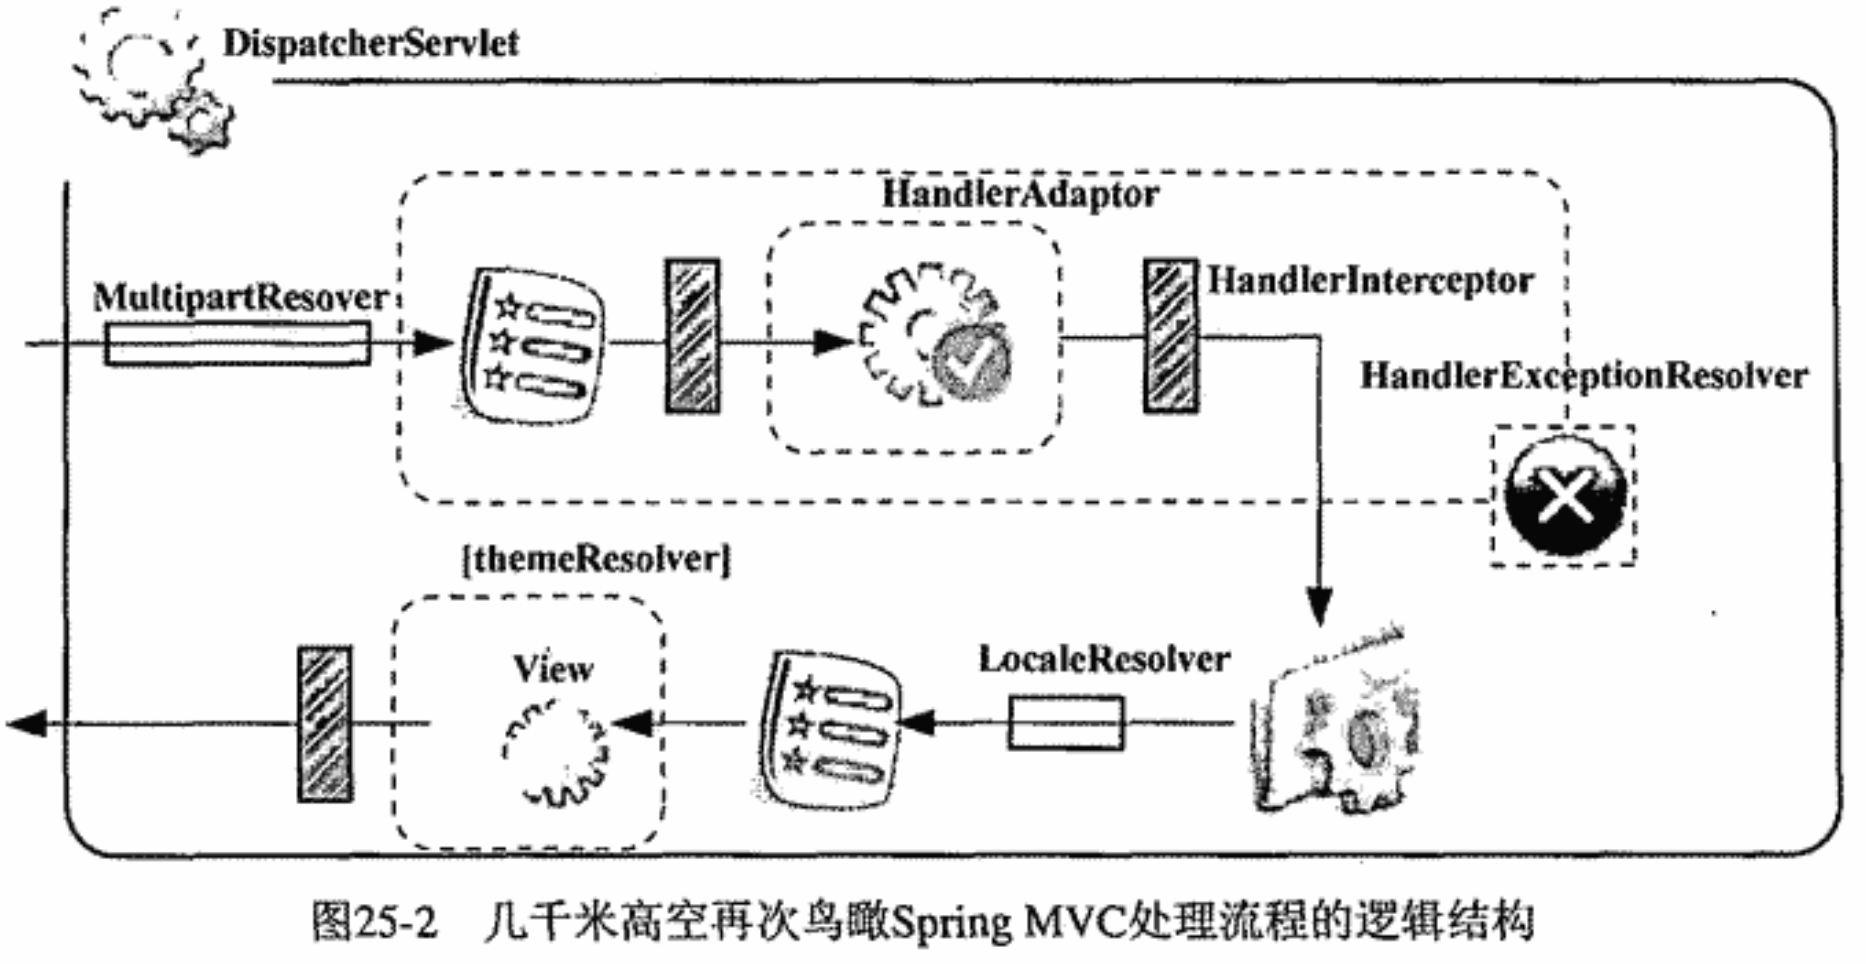 DispatcherServlet
HandlerAdaptor
MultipartResover
HandlerInterceptor
HandlerExceptionResolver
[themeResolver]
View
LocaleResolver
图25-2 几千米高空再次鸟瞰Spring MVC处理流程的逻辑结构